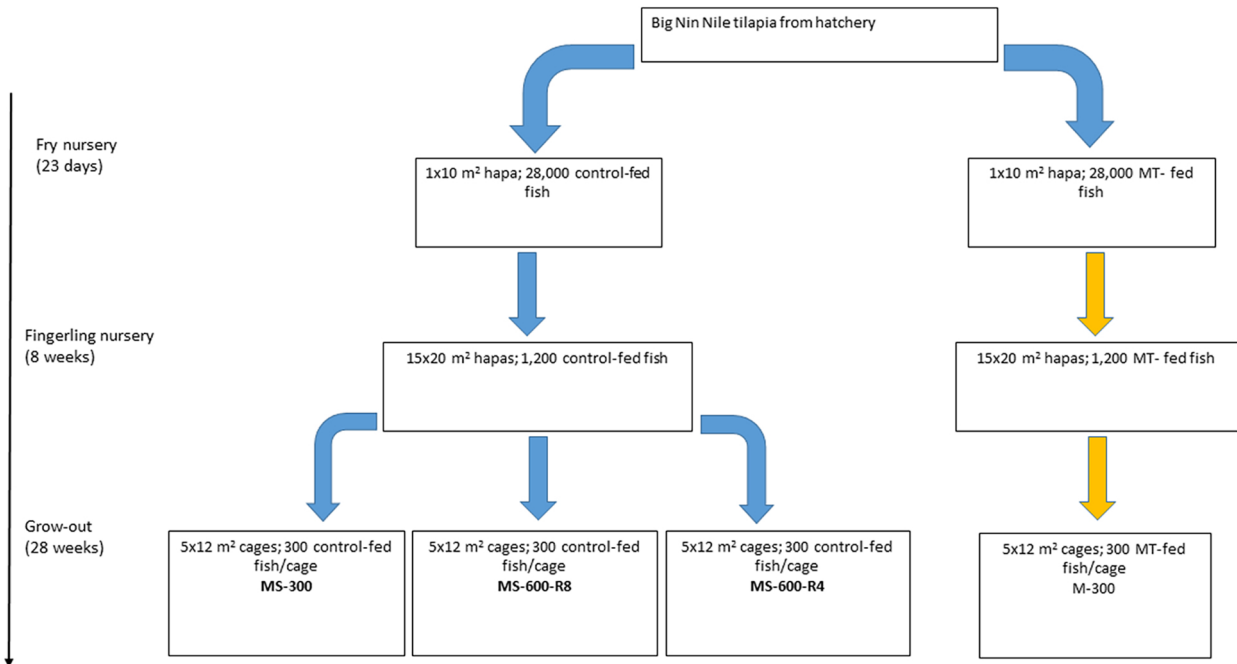 Big Nin Nile tilapia from hatchery
Fry nursery
(23 days)
1x10 m² hapa; 28,000 control-fed
fish
1x10 m² hapa; 28,000 MT- fed
fish
Fingerling nursery
(8 weeks)
15x20 m² hapas; 1,200 control-fed fish
15x20 m² hapas; 1,200 MT- fed fish
Grow-out
(28 weeks)
5x12 m² cages; 300 control-fed
fish/cage
MS-300
5x12 m² cages; 300 control-fed
fish/cage
MS-600-R8
5x12 m² cages; 300 control-fed
fish/cage
MS-600-R4
5x12 m² cages; 300 MT-fed
fish/cage
M-300